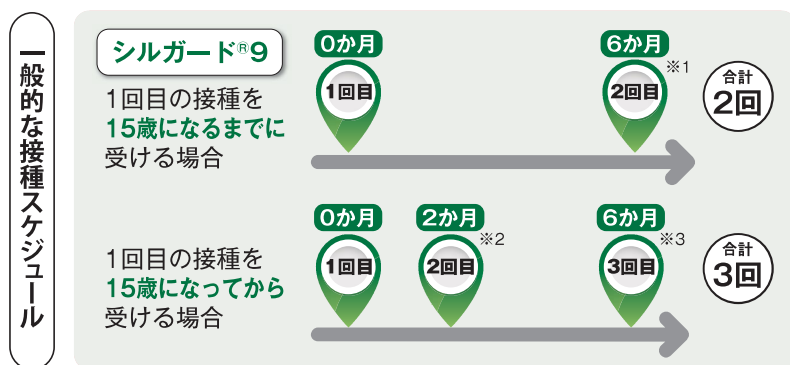 一般的な接種スケジュール
シルガード®9
1回目の接種を
15歳になるまでに
受ける場合
0か月
1回目
6か月
2回目
※1
合計
2回
1回目の接種を
15歳になってから
受ける場合
0か月
1回目
2か月
2回目
※2
6か月
3回目
※3
合計
3回